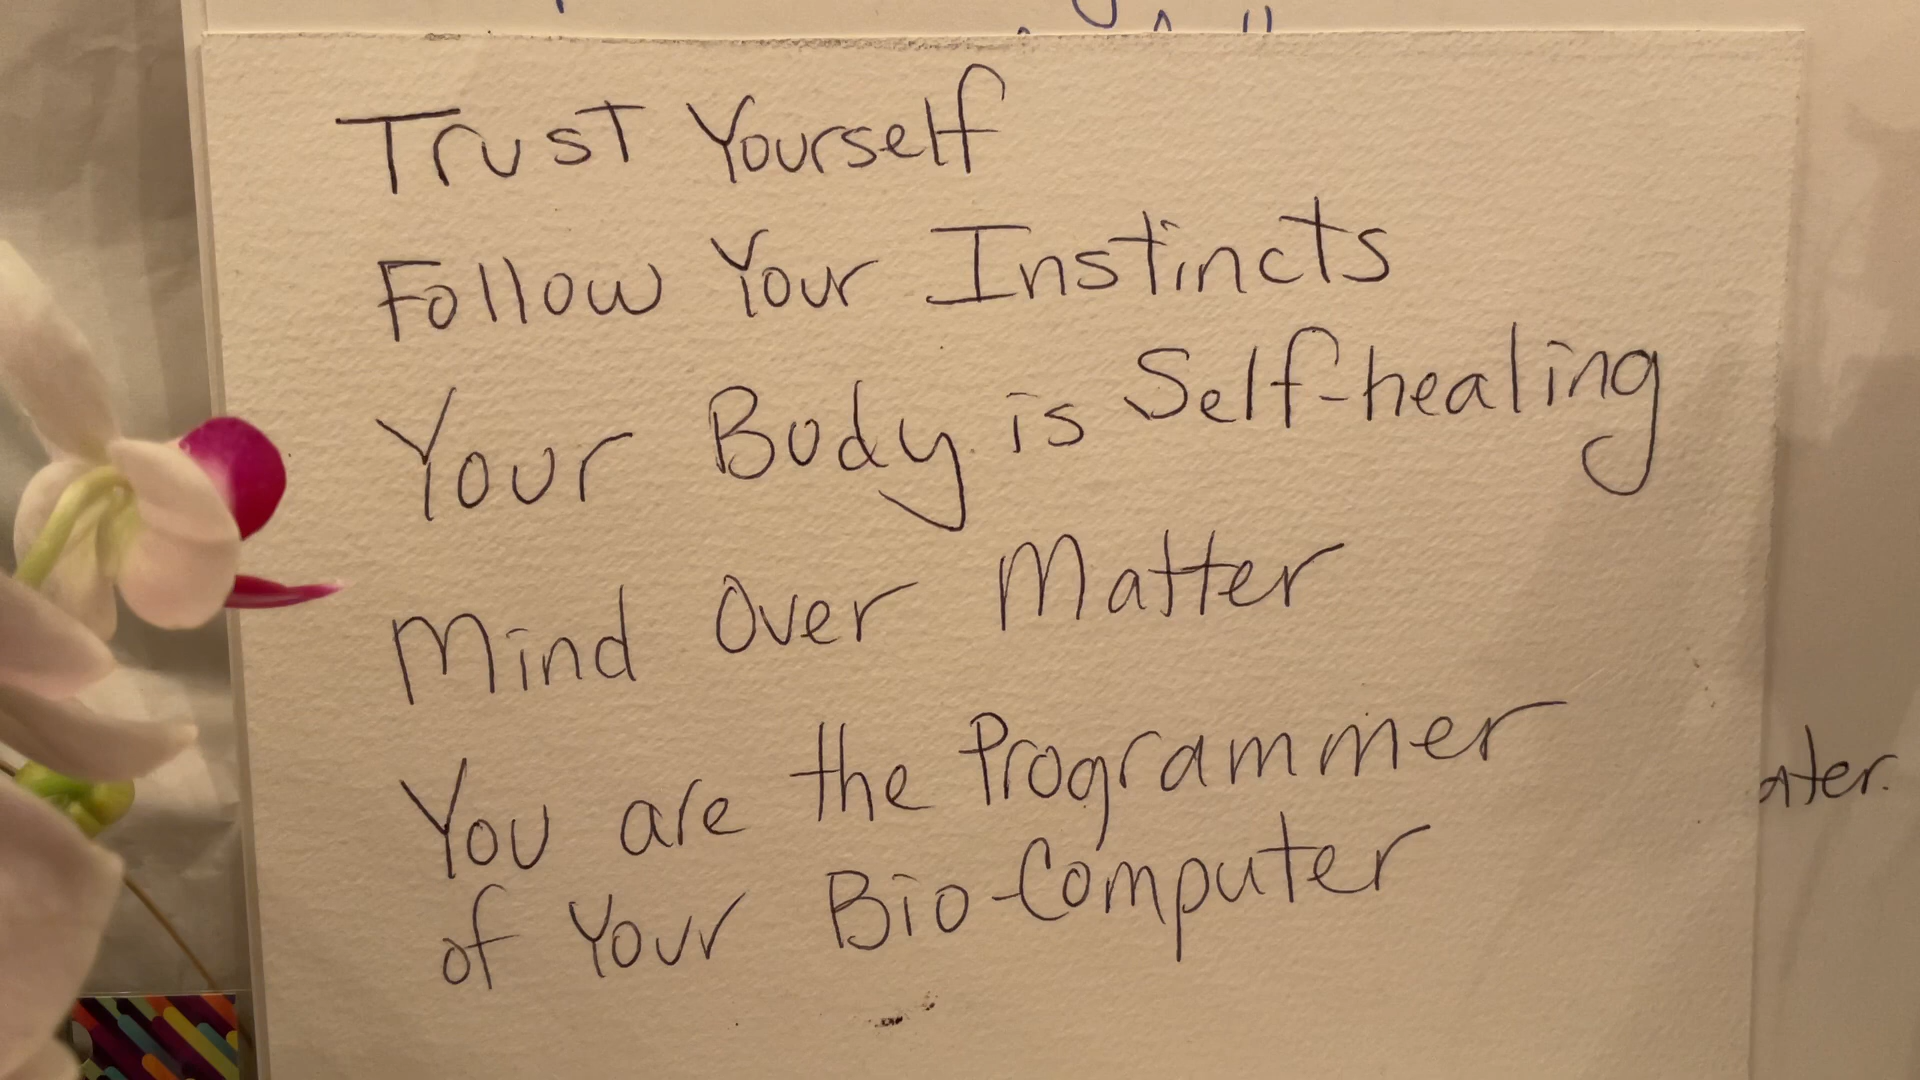 Trust Yourself
Follow Your Instincts
Your Body is Self-healing
Mind Over Matter
You are the Programmer
of Your Bio-Computer